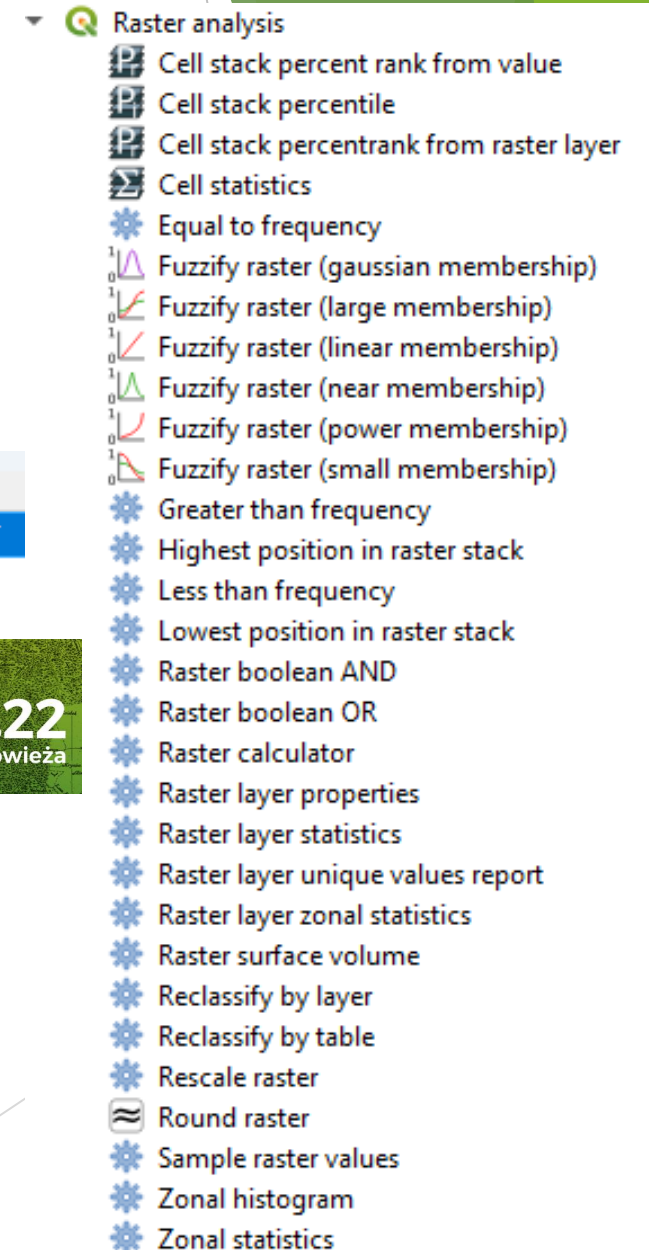 Raster analysis
Cell stack percent rank from value
Cell stack percentile
Cell stack percentrank from raster layer
Cell statistics
Equal to frequency
Fuzzify raster (gaussian membership)
Fuzzify raster (large membership)
Fuzzify raster (linear membership)
Fuzzify raster (near membership)
Fuzzify raster (power membership)
Fuzzify raster (small membership)
Greater than frequency
Highest position in raster stack
Less than frequency
Lowest position in raster stack
Raster boolean AND
22
Raster boolean OR
Raster calculator
Raster layer properties
Raster layer statistics
Raster layer unique values report
Raster layer zonal statistics
Raster surface volume
Reclassify by layer
Reclassify by table
Rescale raster
Round raster
Sample raster values
Zonal histogram
Zonal statistics